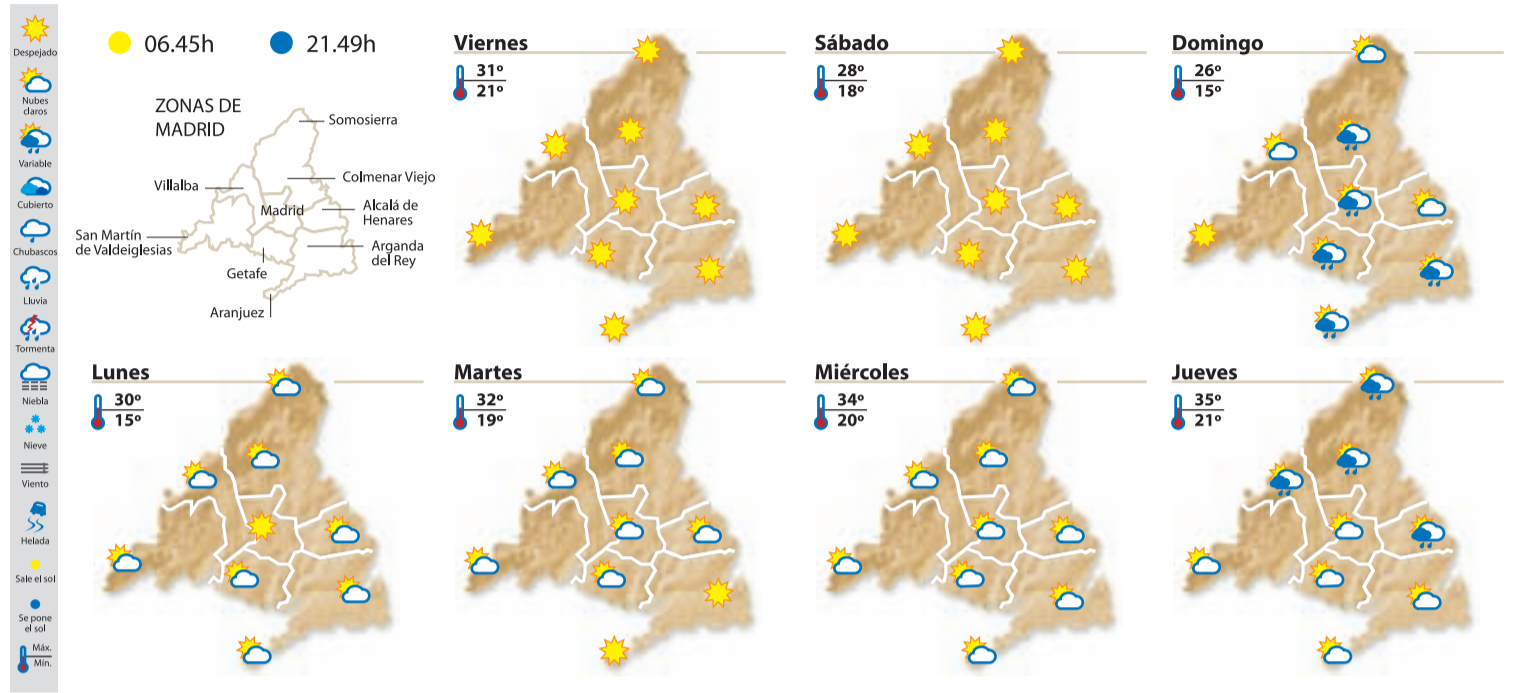 Despejado
Nubes
claros
Variable
Cubierto
Chubascos
Lluvia
Tormenta
Niebla
Nieve
Viento
Helada
Sale el sol
Se pone
el sol
Máx.
Mín.
06.45h
21.49h
ZONAS DE
MADRID
Somosierra
Colmenar Viejo
Villalba
Madrid
Alcalá de
Henares
San Martín
de Valdeiglesias
Arganda
del Rey
Getafe
Aranjuez
Viernes
31º
21º
Sábado
28º
18º
Domingo
26º
15º
Lunes
30º
15º
Martes
32º
19º
Miércoles
34º
20º
Jueves
35º
21º